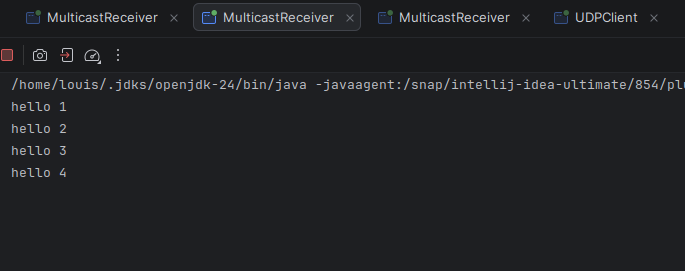 MulticastReceiver MulticastReceiver MulticastReceiver UDPClient
/home/louis/.jdks/openjdk-24/bin/java -javaagent:/snap/intellij-idea-ultimate/854/plu
hello 1
hello 2
hello 3
hello 4